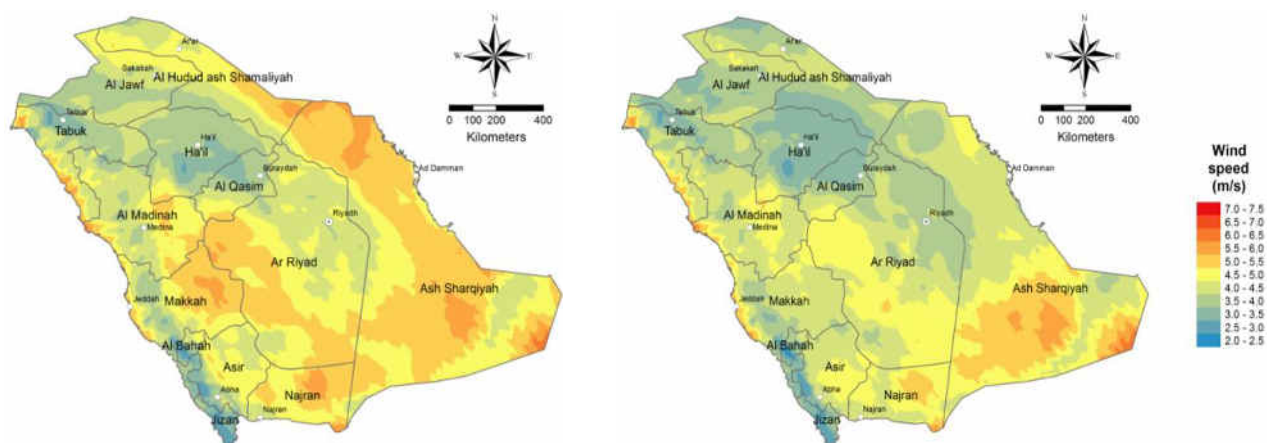 N
W E
S
0 100 200 400
Kilometers
Ar'ar
Sakakah
Al Jawf
Al Hudud ash Shamaliyah
Tabuk
Tabuk
Ha'il
Ha'il
Buraydah
Al Qasim
Ad Damman
Al Madinah
Medina
Riyadh
Ar Riyad
Ash Sharqiyah
Jeddah
Makkah
Al Bahah
Asir
Abha
Najran
Najran
Jizan
N
W E
S
0 100 200 400
Kilometers
Ar'ar
Sakakah
Al Jawf
Al Hudud ash Shamaliyah
Tabuk
Tabuk
Ha'il
Ha'il
Buraydah
Al Qasim
Ad Damman
Al Madinah
Medina
Riyadh
Ar Riyad
Ash Sharqiyah
Jeddah
Makkah
Al Bahah
Asir
Abha
Najran
Najran
Jizan
Wind
speed
(m/s)
7.0 - 7.5
6.5 - 7.0
6.0 - 6.5
5.5 - 6.0
5.0 - 5.5
4.5 - 5.0
4.0 - 4.5
3.5 - 4.0
3.0 - 3.5
2.5 - 3.0
2.0 - 2.5